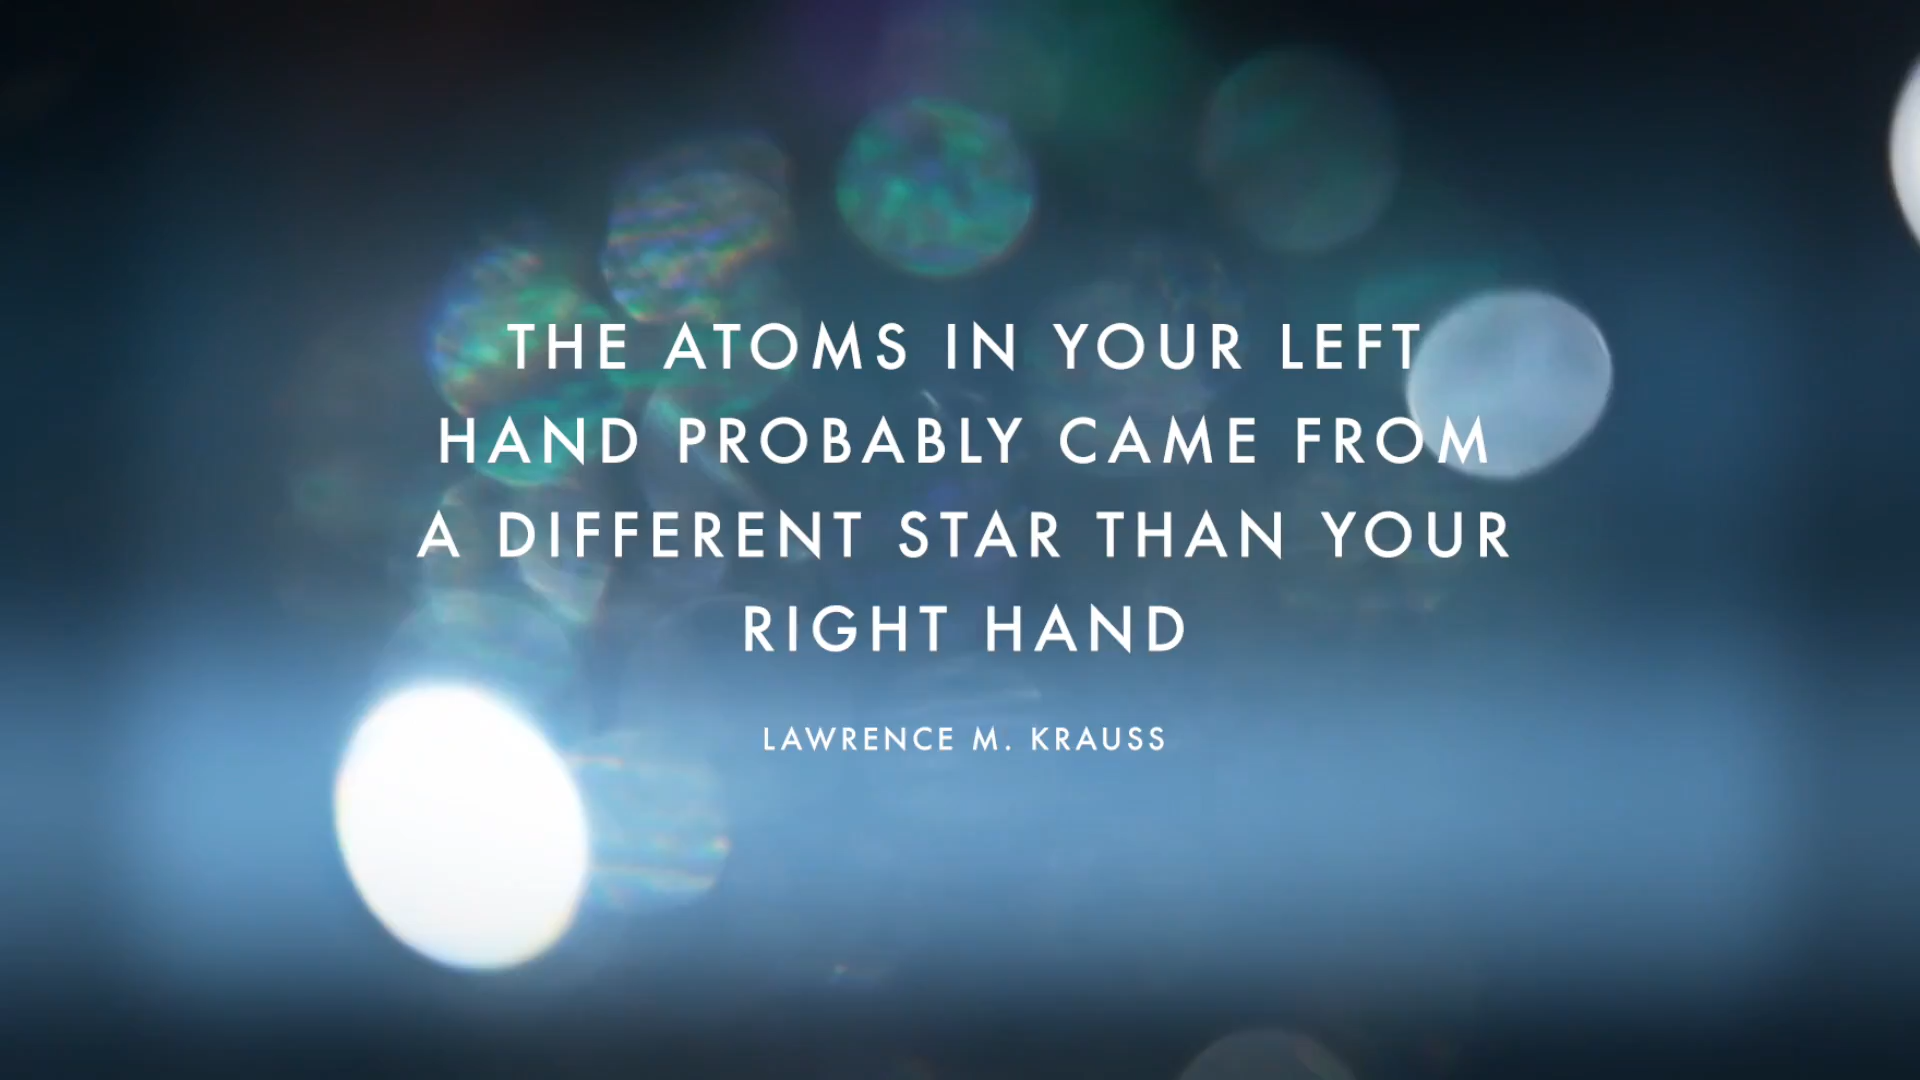 THE ATOMS IN YOUR LEFT
HAND PROBABLY CAME FROM
A DIFFERENT STAR THAN YOUR
RIGHT HAND
LAWRENCE M. KRAUSS